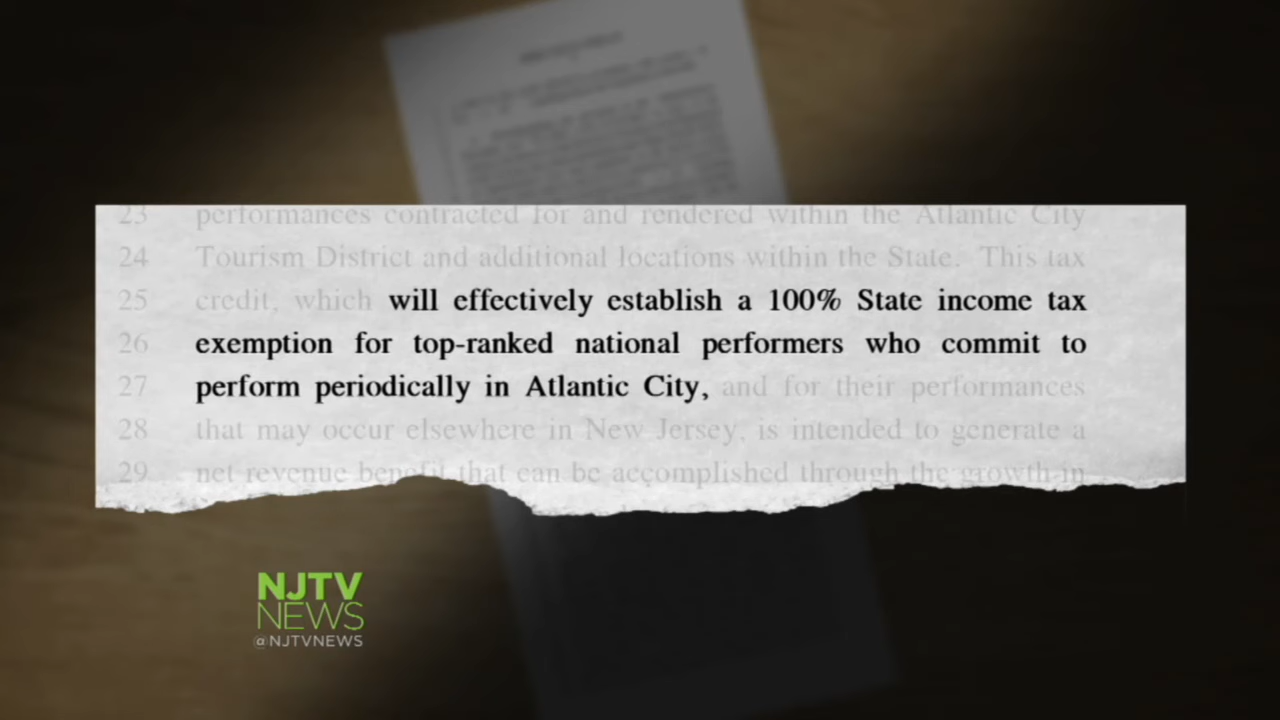 23 performances contracted for and rendered within the Atlantic City
24 Tourism District and additional locations within the State. This tax
25 credit, which will effectively establish a 100% State income tax
26 exemption for top-ranked national performers who commit to
27 perform periodically in Atlantic City, and for their performances
28 that may occur elsewhere in New Jersey, is intended to generate a
29 net revenue benefit that can be accomplished through the growth in
NJTV
NEWS
@NJTVNEWS